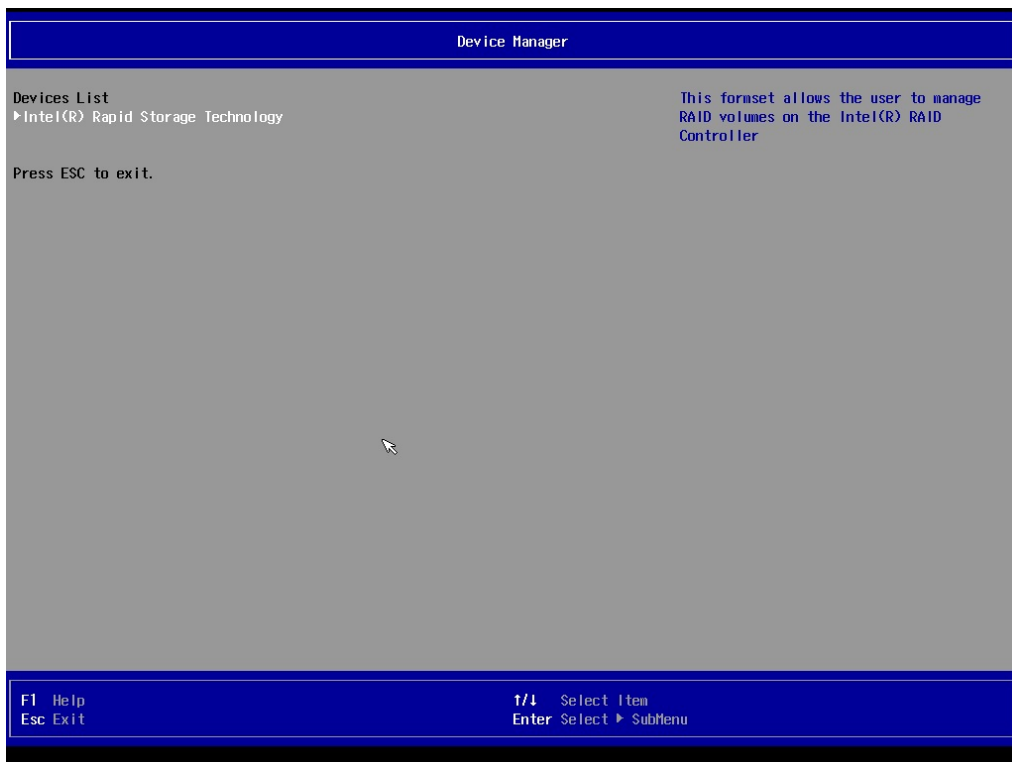 Device Manager
Devices List
▶Intel(R) Rapid Storage Technology
Press ESC to exit.
This formset allows the user to manage
RAID volumes on the Intel(R) RAID
Controller
F1 Help
Esc Exit
↑/↓ Select Item
Enter Select ▶ SubMenu